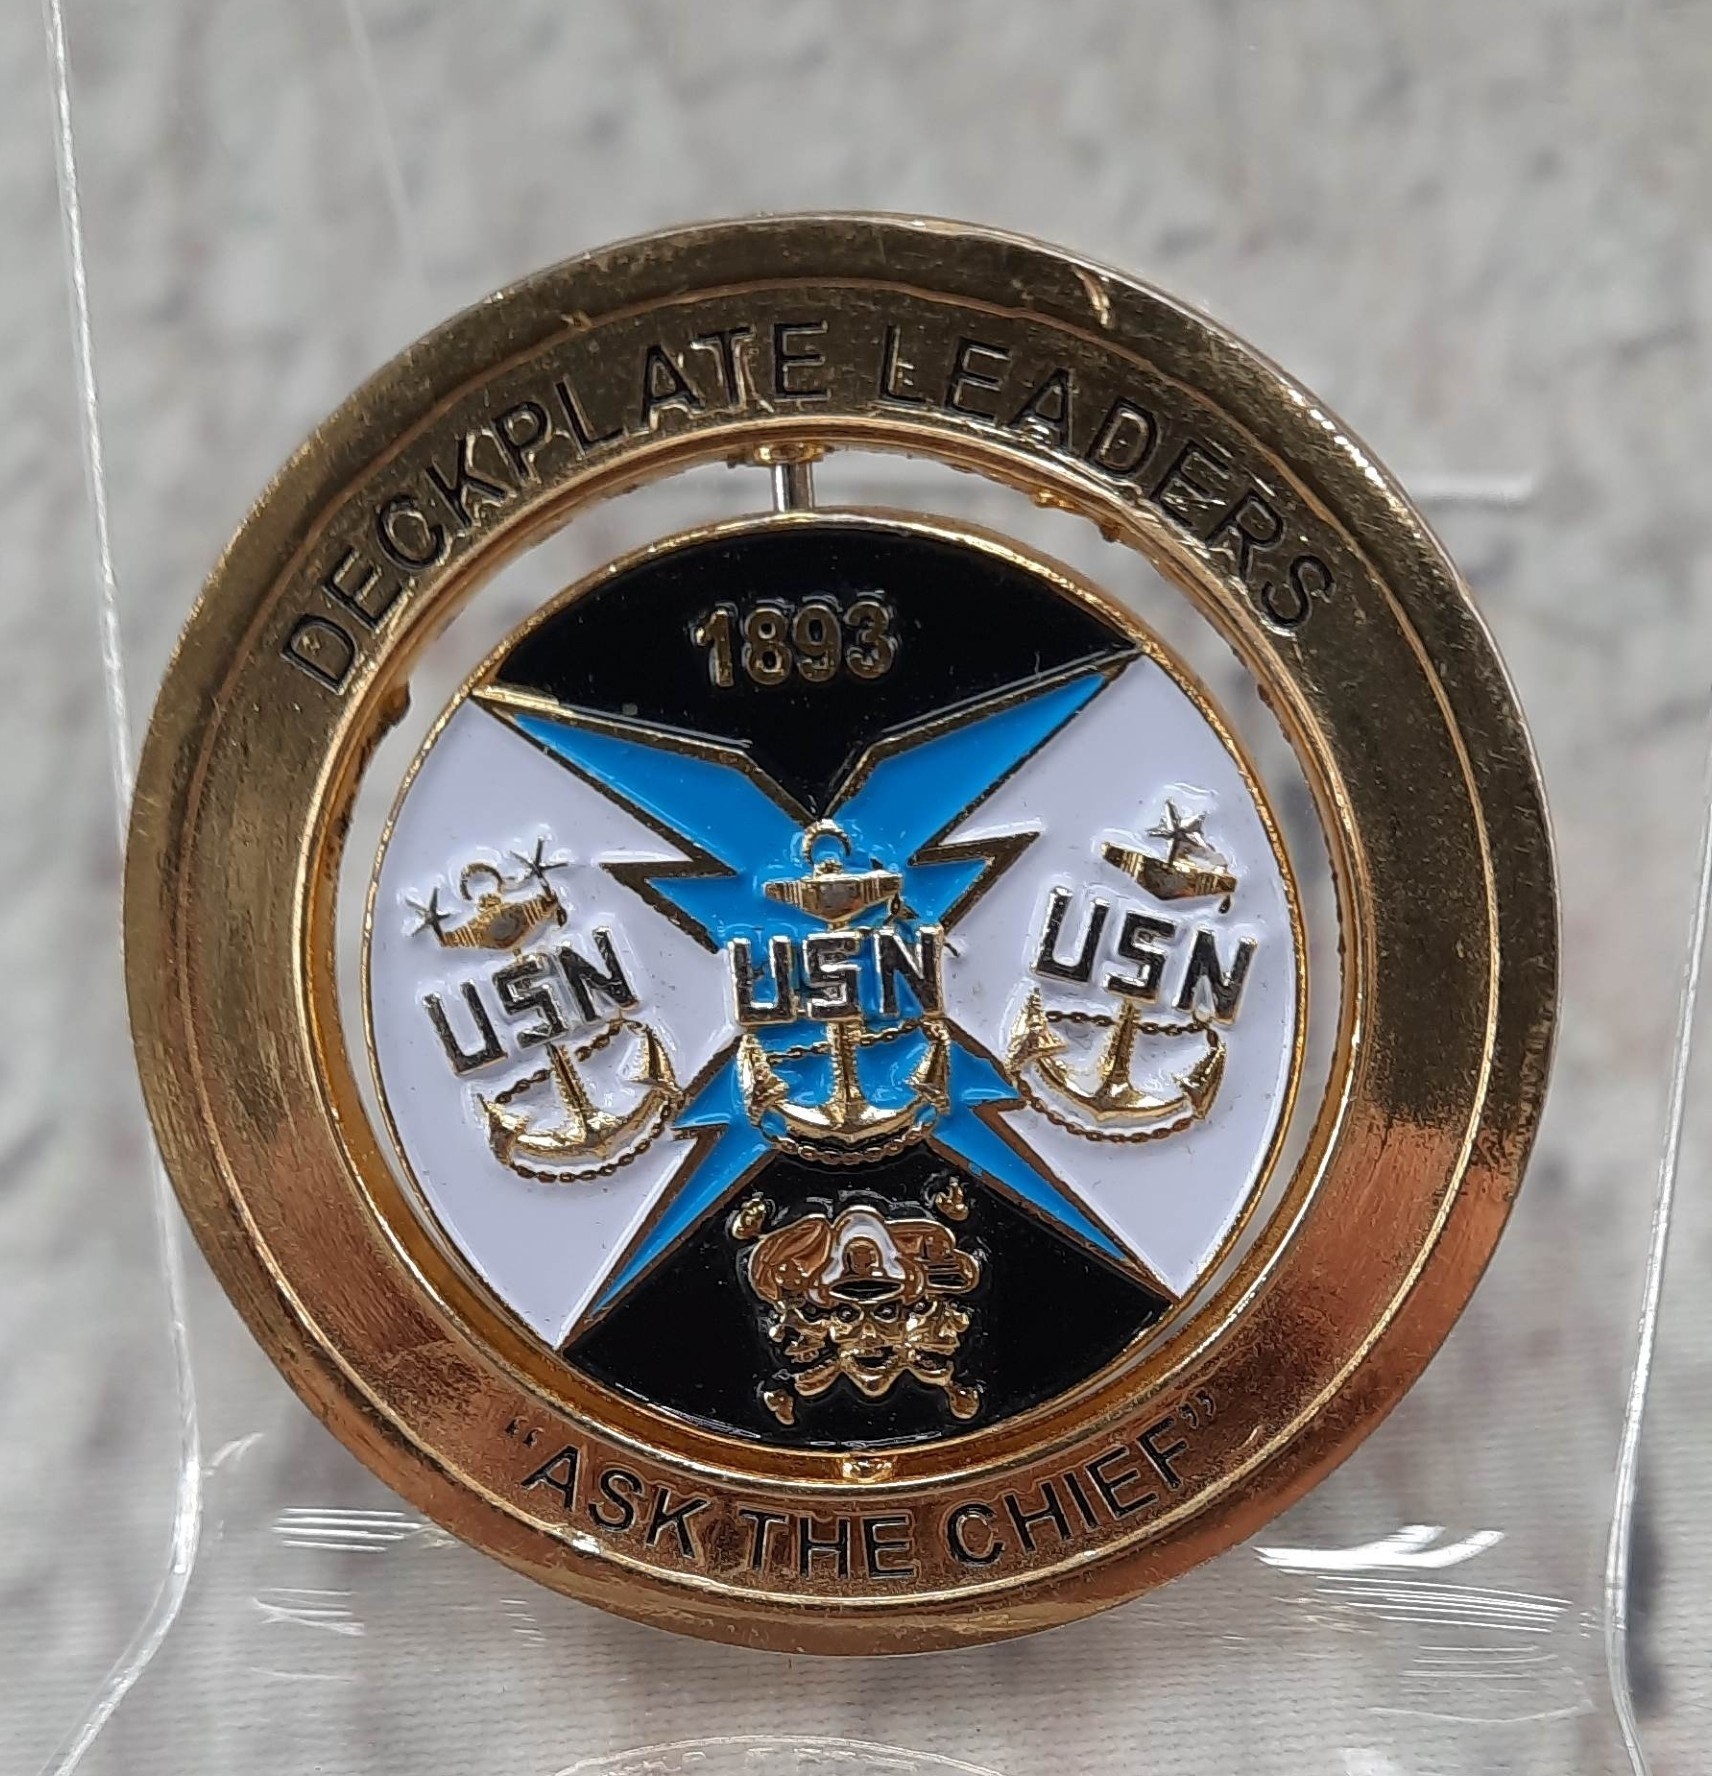 DECKPLATE LEADERS
1893
USN
USN
USN
“ASK THE CHIEF”